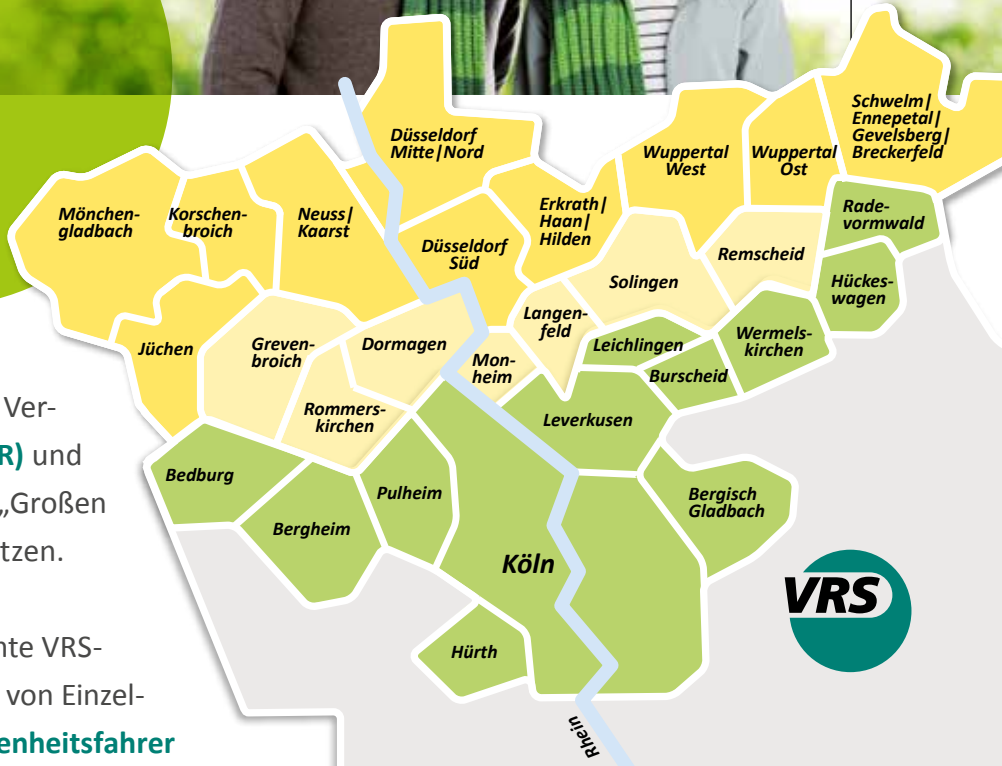 Schwelm|
Ennepetal|
Gevelsberg|
Breckerfeld
Düsseldorf
Mitte|Nord
Wuppertal
West
Wuppertal
Ost
Mönchen-
gladbach
Korschen-
broich
Neuss|
Kaarst
Erkrath|
Haan|
Hilden
Rade-
vormwald
Düsseldorf
Süd
Remscheid
Solingen
Hückes-
wagen
Langen-
feld
Jüchen
Greven-
broich
Dormagen
Mon-
heim
Leichlingen
Wermels-
kirchen
Burscheid
Rommers-
kirchen
Leverkusen
Bedburg
Pulheim
Bergisch
Gladbach
Bergheim
Köln
Hürth
Rhein
VRS
Ver-
R) und
„Großen
tzen.
nte VRS-
von Einzel-
enheitsfahrer